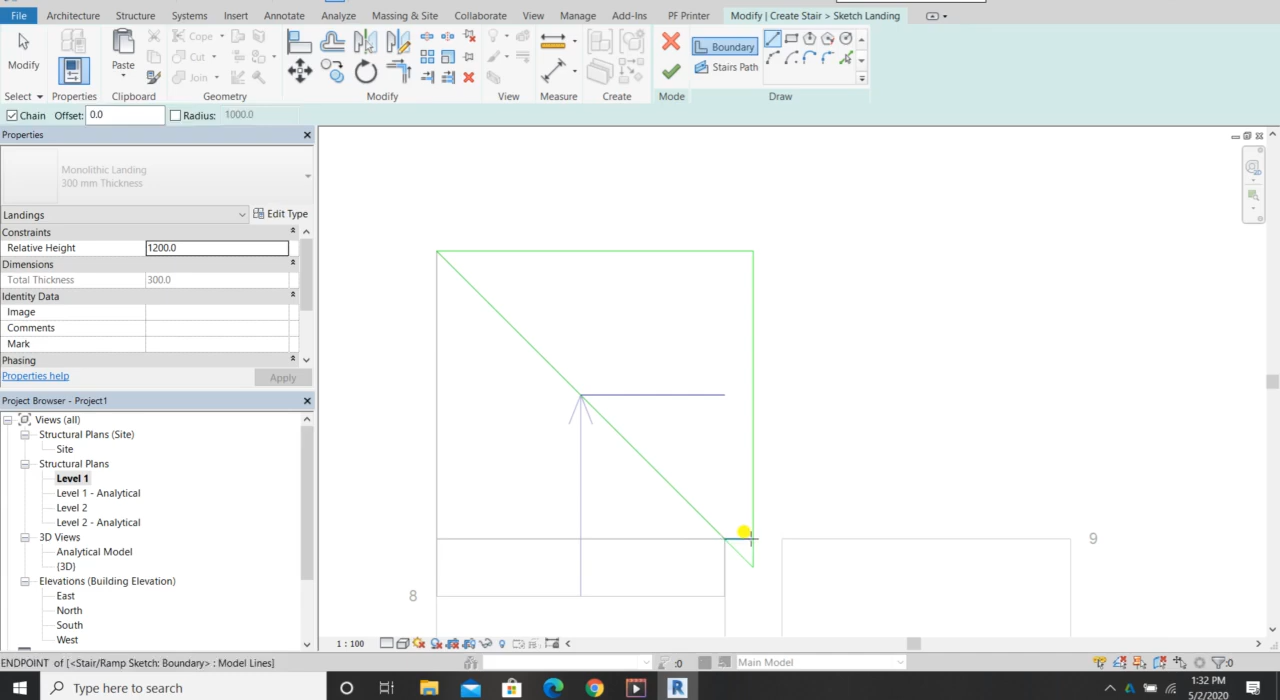 File Architecture Structure Systems Insert Annotate Analyze Massing & Site Collaborate View Manage Add-Ins PF Printer Modify | Create Stair > Sketch Landing
Modify
Paste
Cope
Cut
Join
Boundary
Stairs Path
Select Properties Clipboard Geometry Modify View Measure Create Mode Draw
Chain Offset: 0.0 Radius: 1000.0
Properties
Monolithic Landing
300 mm Thickness
Landings Edit Type
Constraints
Relative Height 1200.0
Dimensions
Total Thickness 300.0
Identity Data
Image
Comments
Mark
Phasing
Properties help Apply
Project Browser - Project1
Views (all)
Structural Plans (Site)
Site
Structural Plans
Level 1
Level 1 - Analytical
Level 2
Level 2 - Analytical
3D Views
Analytical Model
{3D}
Elevations (Building Elevation)
East
North
South
West
8
9
1 : 100
ENDPOINT of [<Stair/Ramp Sketch: Boundary> : Model Lines]
:0
Main Model
:0
Type here to search
1:32 PM
5/2/2020